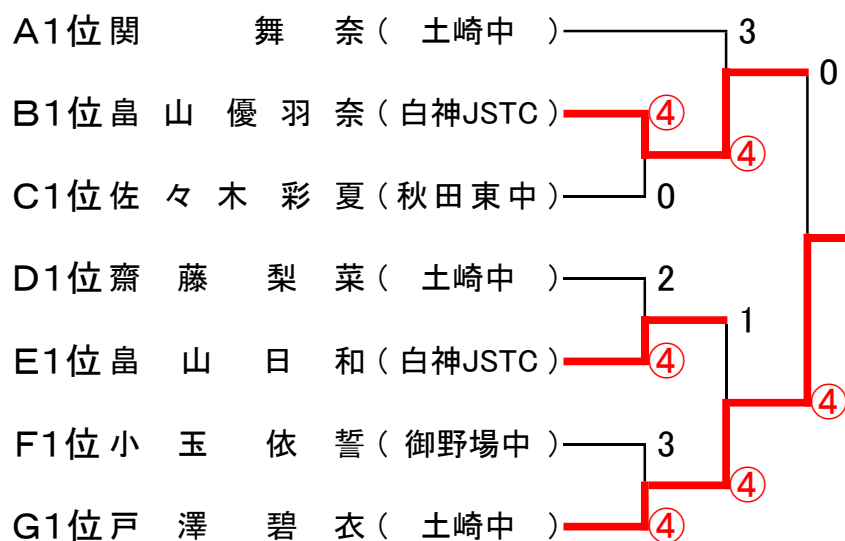 A1位 関 舞 奈 ( 土崎中 ) 3
0
B1位 畠 山 優 羽 奈 ( 白神JSTC ) ④
④
C1位 佐 々 木 彩 夏 ( 秋田東中 ) 0
D1位 齋 藤 梨 菜 ( 土崎中 ) 2
1
E1位 畠 山 日 和 ( 白神JSTC ) ④
④
F1位 小 玉 依 誓 ( 御野場中 ) 3
④
G1位 戸 澤 碧 衣 ( 土崎中 ) ④